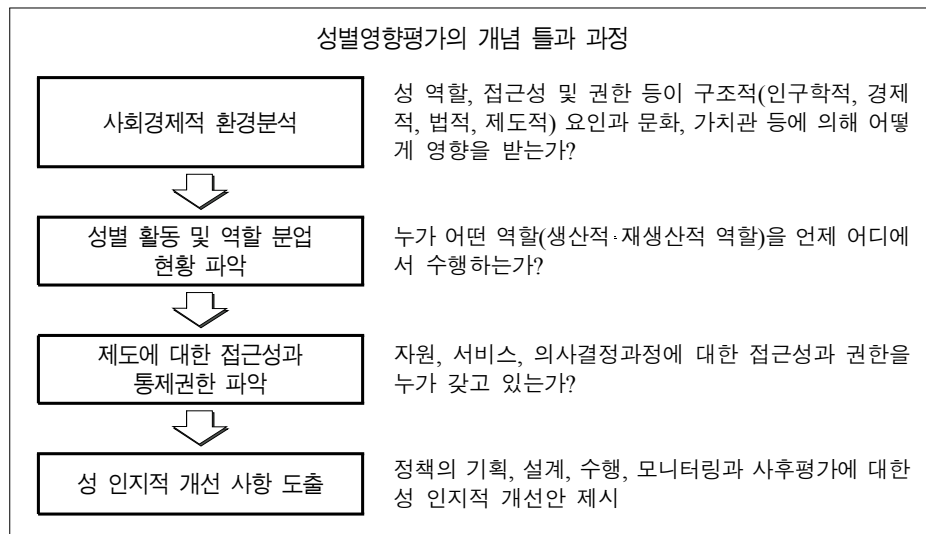 성별영향평가의 개념 틀과 과정
사회경제적 환경분석
성 역할, 접근성 및 권한 등이 구조적(인구학적, 경제
적, 법적, 제도적) 요인과 문화, 가치관 등에 의해 어떻
게 영향을 받는가?
성별 활동 및 역할 분업
현황 파악
누가 어떤 역할(생산적·재생산적 역할)을 언제 어디에
서 수행하는가?
제도에 대한 접근성과
통제권한 파악
자원, 서비스, 의사결정과정에 대한 접근성과 권한을
누가 갖고 있는가?
성 인지적 개선 사항 도출
정책의 기획, 설계, 수행, 모니터링과 사후평가에 대한
성 인지적 개선안 제시